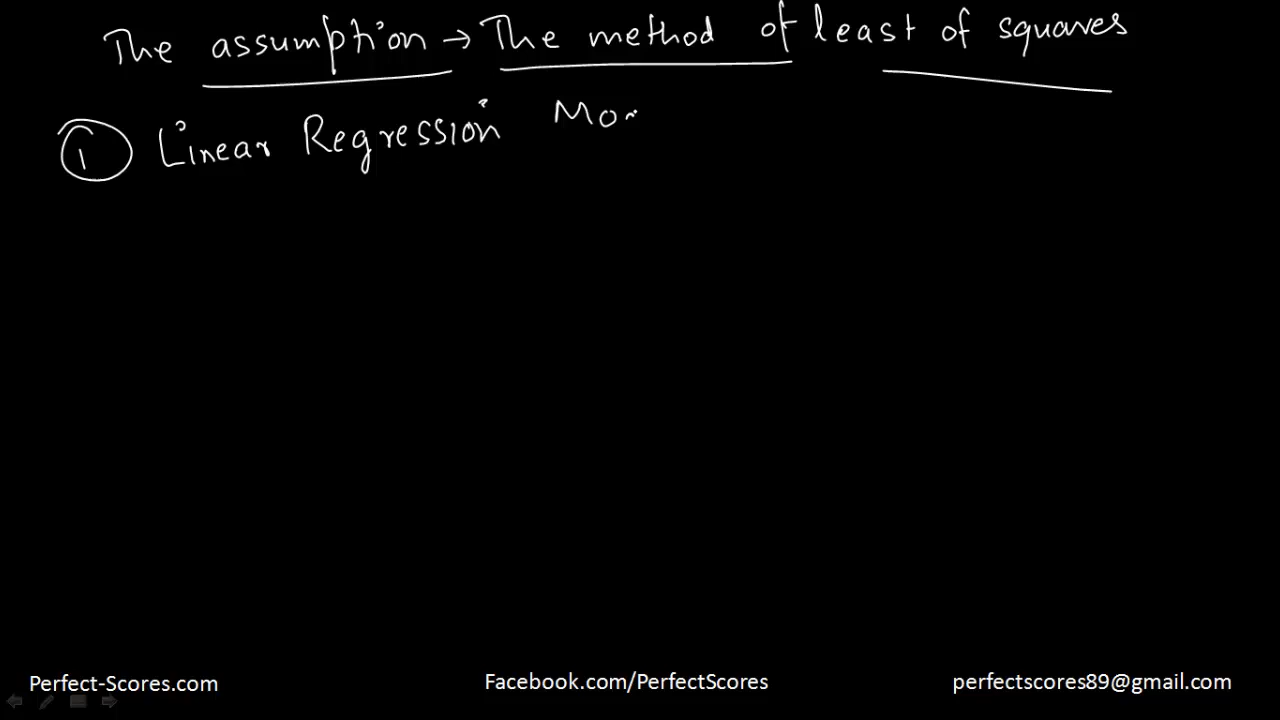 The assumption → The method of least of squares
① Linear Regression Mo
Perfect-Scores.com
Facebook.com/PerfectScores
perfectscores89@gmail.com